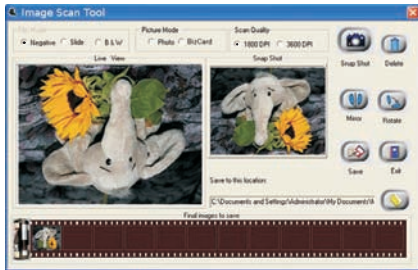 Image Scan Tool
Picture Mode
Scan Quality
Negative Slide B&W
Photo BizCard
1800 DPI 3600 DPI
Live View
Snap Shot
Snap Shot
Delete
Mirror
Rotate
Save to this location:
Save
Exit
C:\Documents and Settings\Administrator\My Documents\
Final images to save